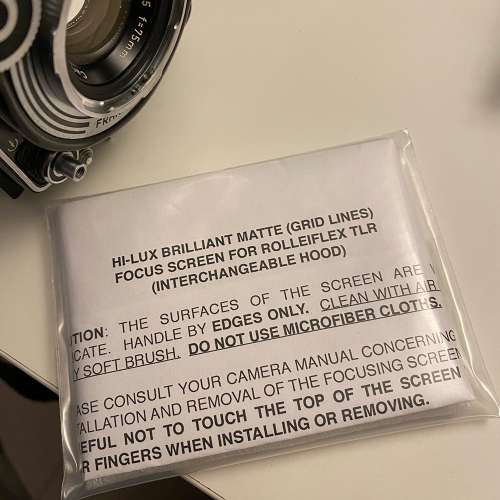 5 f=75mm
HI-LUX BRILLIANT MATTE (GRID LINES)
FOCUS SCREEN FOR ROLLEIFLEX TLR
(INTERCHANGEABLE HOOD)
TION: THE SURFACES OF THE SCREEN ARE
ICATE. HANDLE BY EDGES ONLY. CLEAN WITH AIR
Y SOFT BRUSH. DO NOT USE MICROFIBER CLOTHS.
ASE CONSULT YOUR CAMERA MANUAL CONCERNING
TALLATION AND REMOVAL OF THE FOCUSING SCREEN
EFUL NOT TO TOUCH THE TOP OF THE SCREEN
R FINGERS WHEN INSTALLING OR REMOVING.